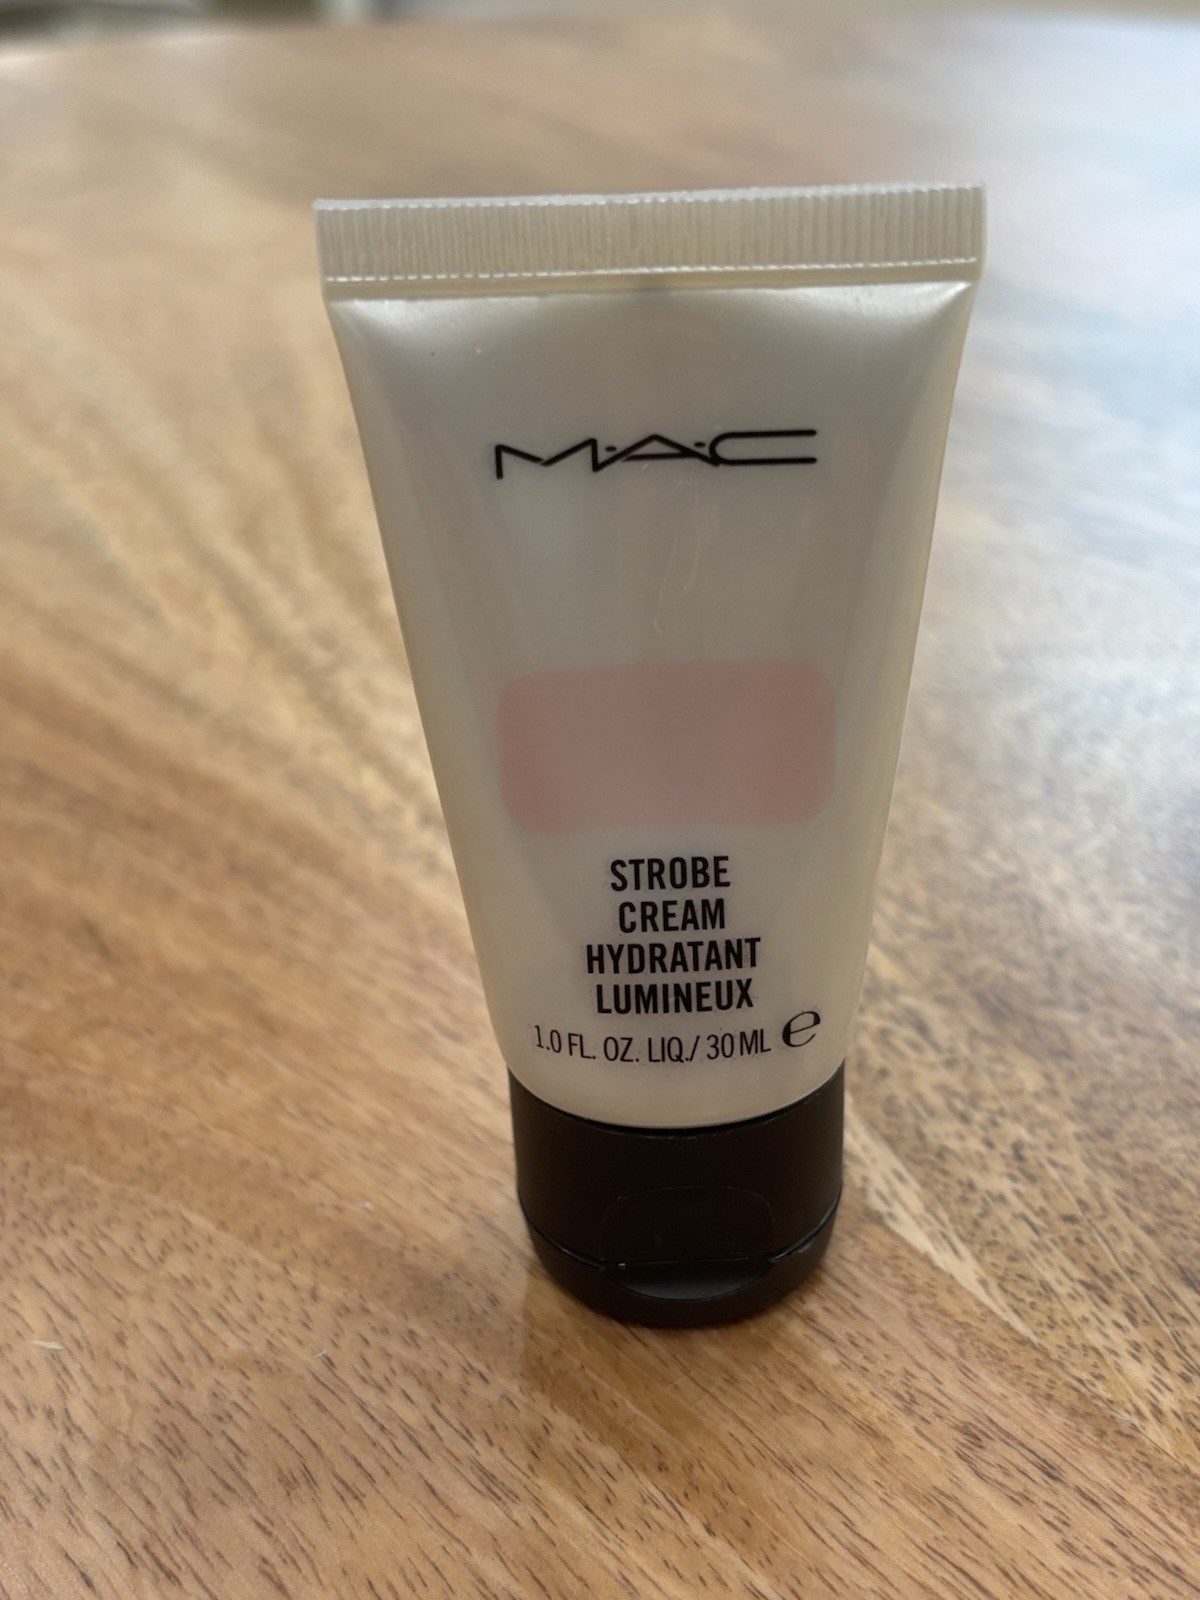 M·A·C
STROBE
CREAM
HYDRATANT
LUMINEUX
1.0 FL. OZ. LIQ./ 30 ML ℮